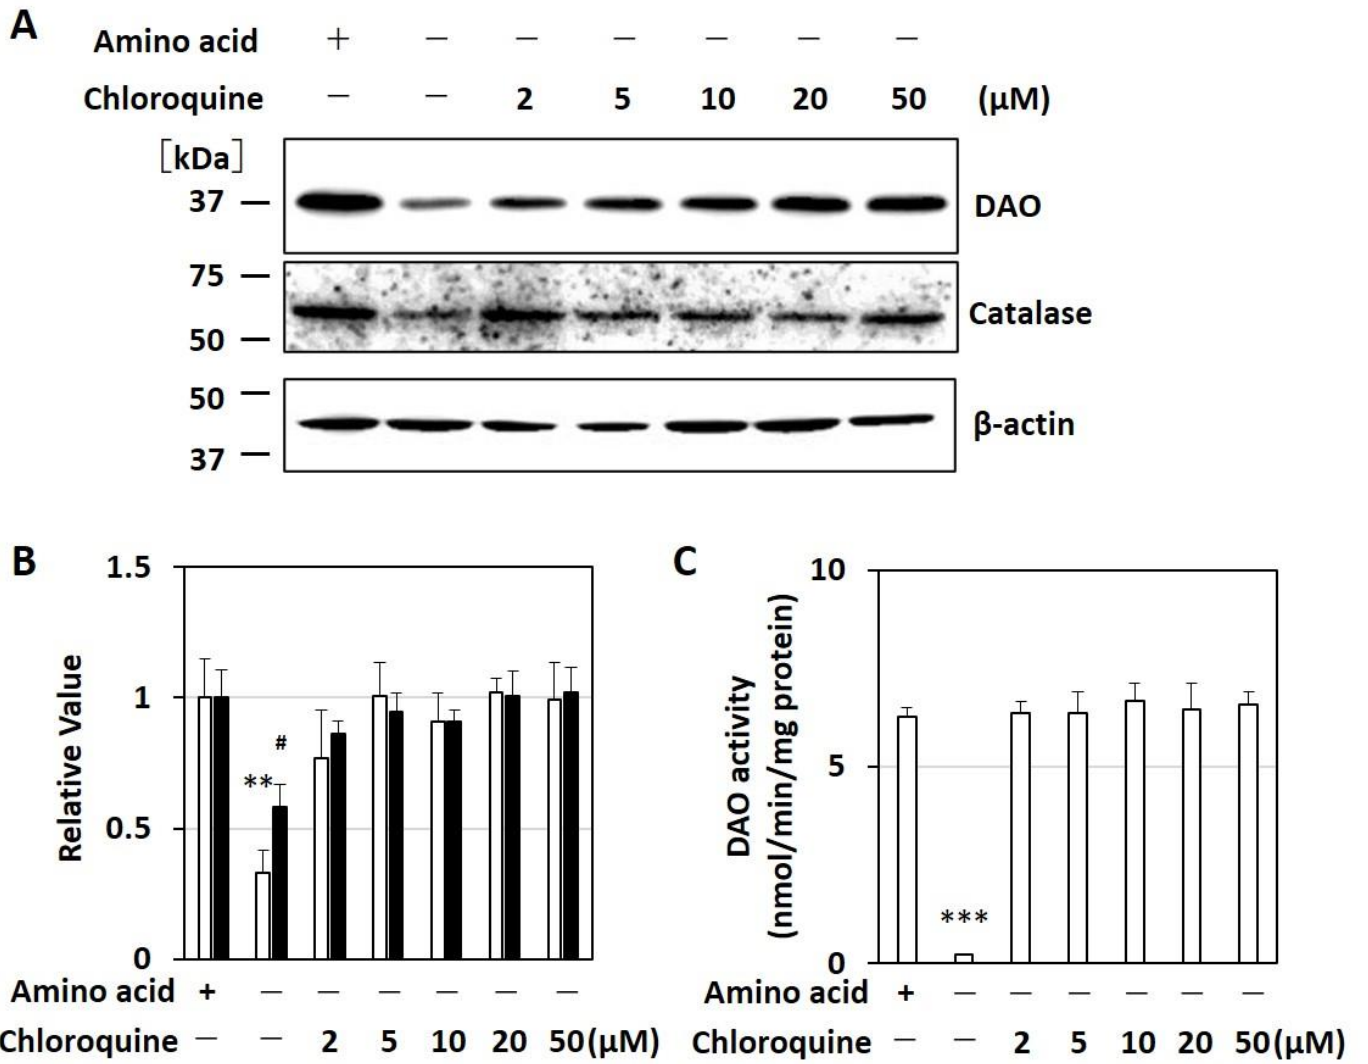 A
Amino acid + − − − − − −
Chloroquine − − 2 5 10 20 50 (μM)
[kDa]
37 DAO
75
Catalase
50
50
β-actin
37
B
1.5
1
0.5
0
Relative Value
**
#
Amino acid + − − − − − −
Chloroquine − − 2 5 10 20 50 (μM)
C
10
5
0
DAO activity
(nmol/min/mg protein)
***
Amino acid + − − − − − −
Chloroquine − − 2 5 10 20 50 (μM)